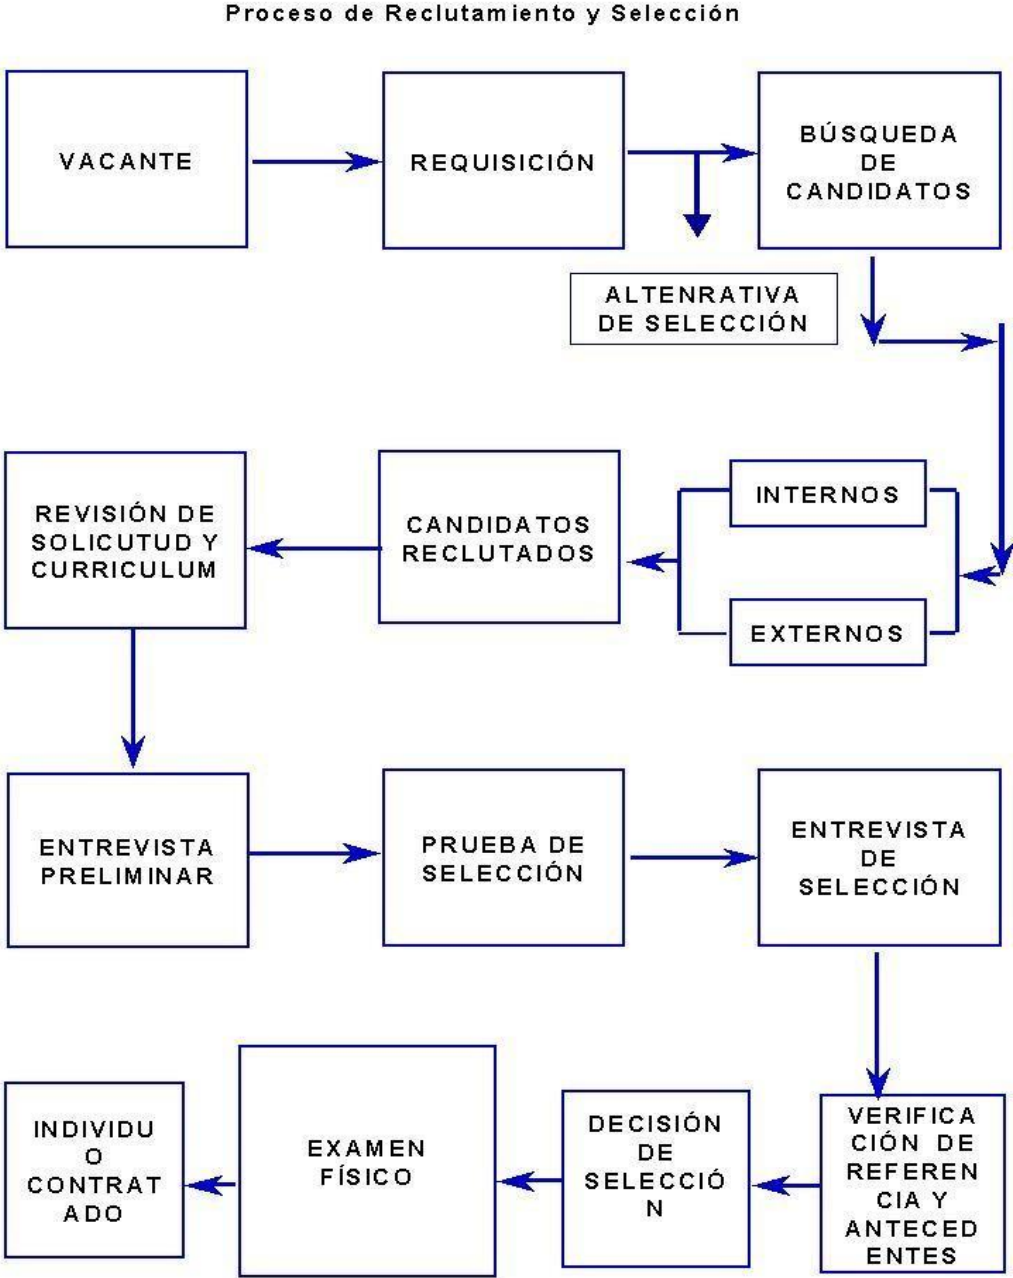 Proceso de Reclutamiento y Selección
VACANTE
REQUISICIÓN
BÚSQUEDA
DE
CANDIDATOS
ALTENRATIVA
DE SELECCIÓN
INTERNOS
EXTERNOS
CANDIDATOS
RECLUTADOS
REVISIÓN DE
SOLICUTUD Y
CURRICULUM
ENTREVISTA
PRELIMINAR
PRUEBA DE
SELECCIÓN
ENTREVISTA
DE
SELECCIÓN
VERIFICA
CIÓN DE
REFEREN
CIA Y
ANTECED
ENTES
DECISIÓN
DE
SELECCIÓ
N
EXAMEN
FÍSICO
INDIVIDU
O
CONTRAT
ADO